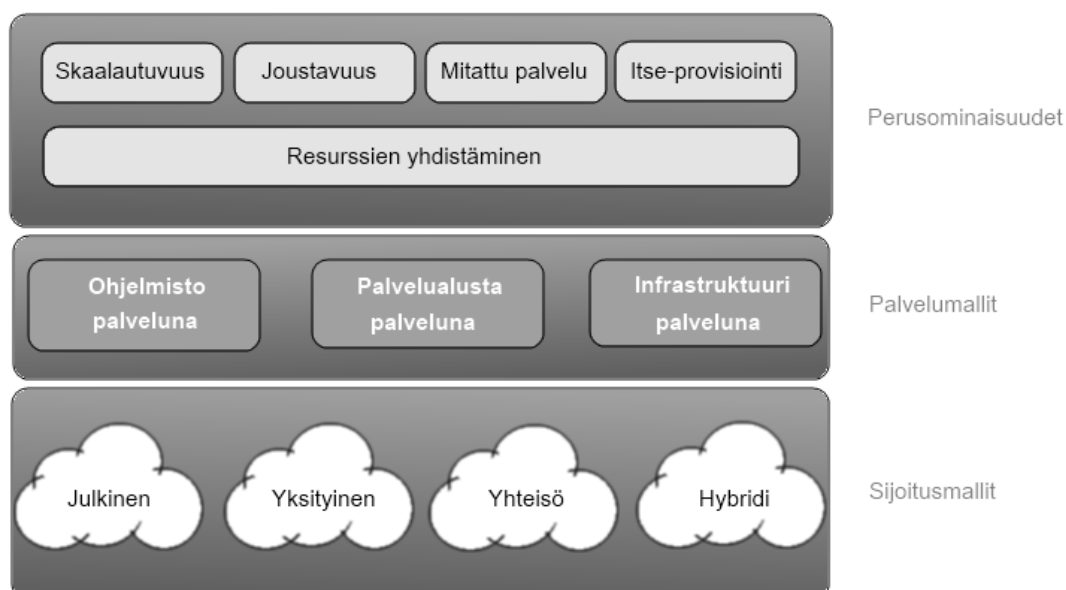 Skaalautuvuus Joustavuus Mitattu palvelu Itse-provisiointi
Resurssien yhdistäminen
Perusominaisuudet
Ohjelmisto palveluna
Palvelualusta palveluna
Infrastruktuuri palveluna
Palvelumallit
Julkinen Yksityinen Yhteisö Hybridi
Sijoitusmallit